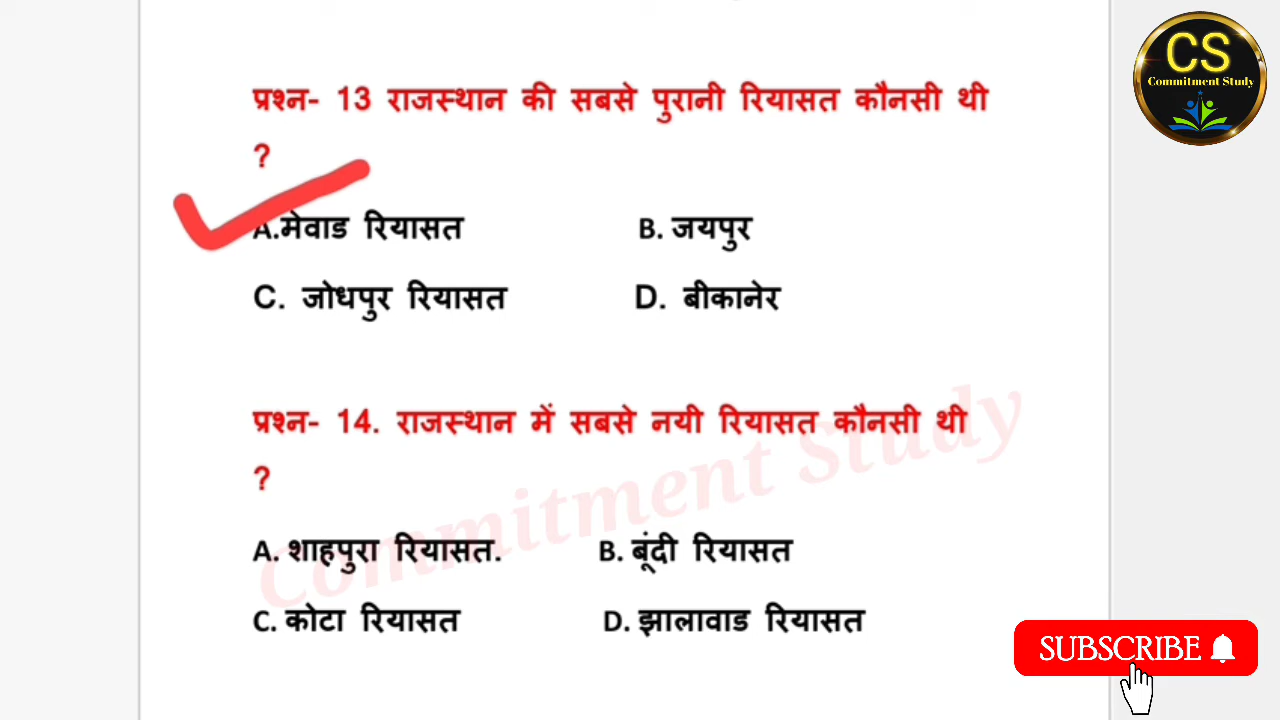 CS
Commitment Study
प्रश्न- 13 राजस्थान की सबसे पुरानी रियासत कौनसी थी
?
A.मेवाड रियासत B. जयपुर
C. जोधपुर रियासत D. बीकानेर
प्रश्न- 14. राजस्थान में सबसे नयी रियासत कौनसी थी
?
Commitment Study
A. शाहपुरा रियासत. B. बूंदी रियासत
C. कोटा रियासत D. झालावाड रियासत
SUBSCRIBE